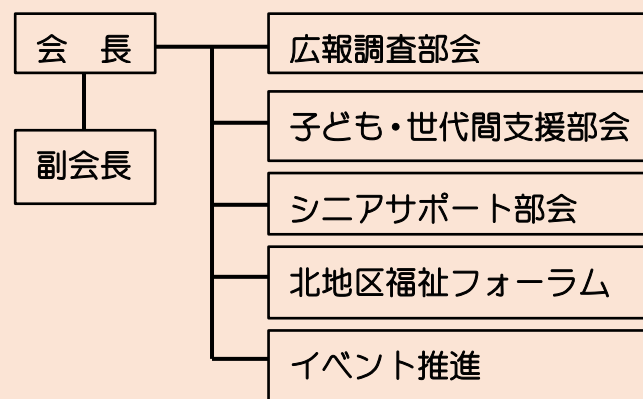 会　長
副会長
広報調査部会
子ども・世代間支援部会
シニアサポート部会
北地区福祉フォーラム
イベント推進